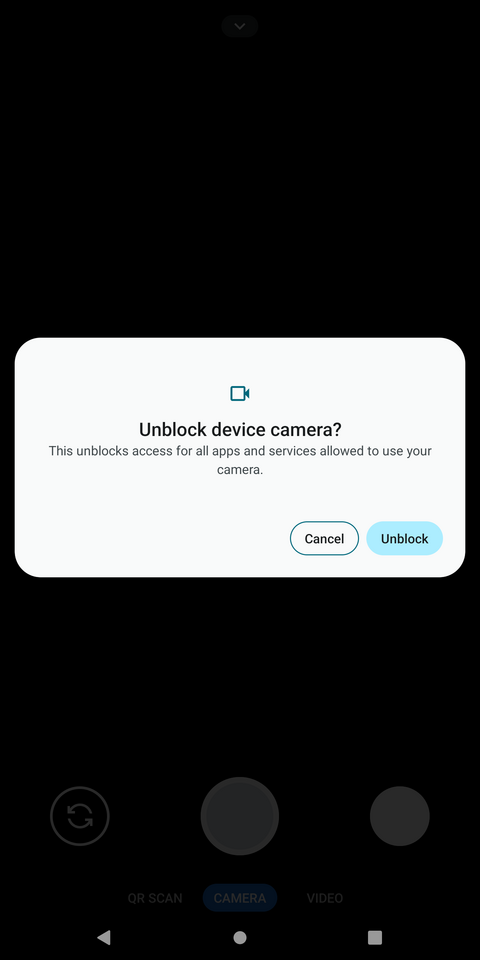 Unblock device camera?
This unblocks access for all apps and services allowed to use your
camera.
Cancel
Unblock
QR SCAN
CAMERA
VIDEO